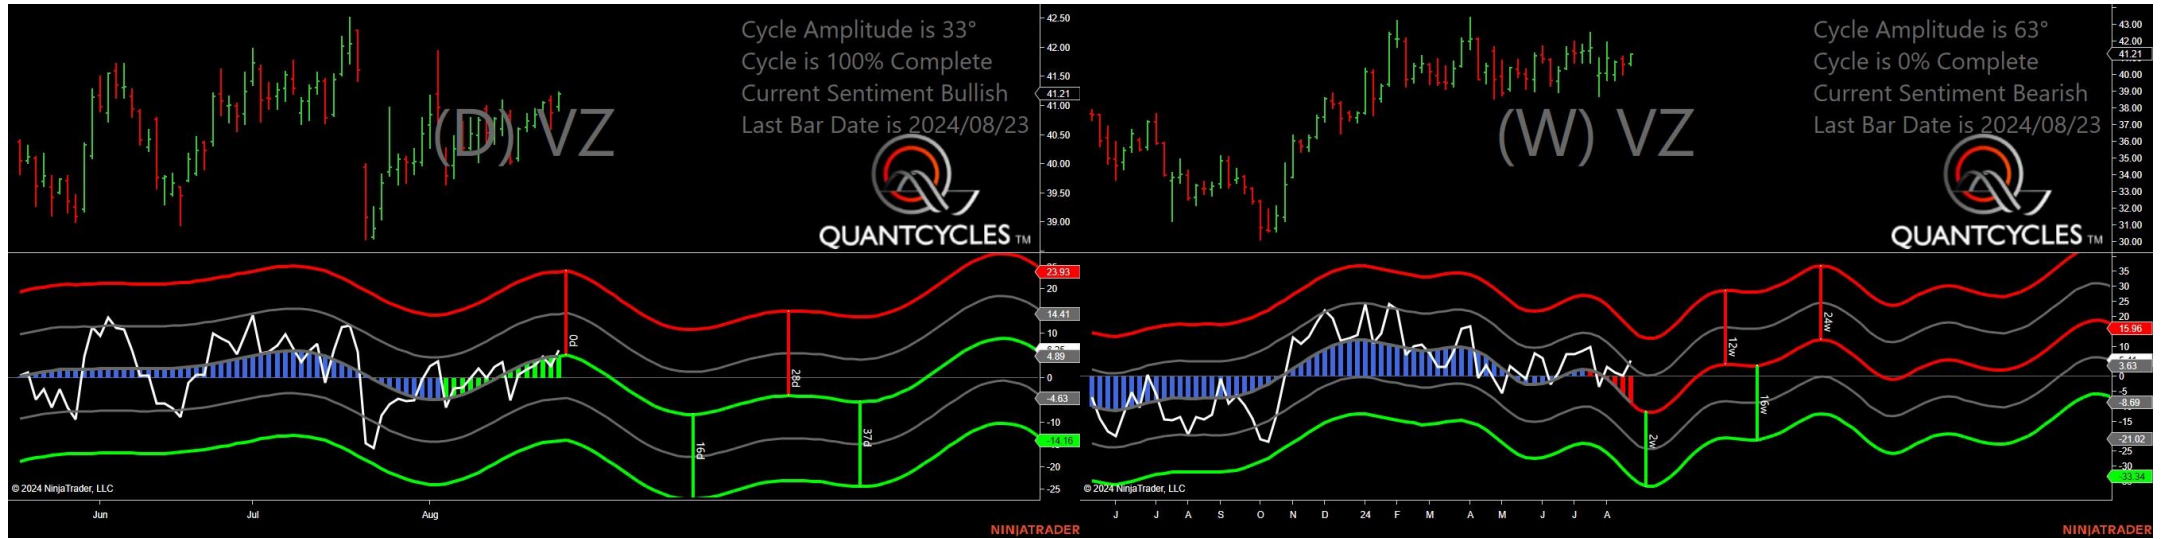 Cycle Amplitude is 33°
Cycle is 100% Complete
Current Sentiment Bullish
Last Bar Date is 2024/08/23
(D) VZ
QUANTCYCLES TM
42.50
42.00
41.50
41.21
41.00
40.50
40.00
39.50
39.00
23.93
20
14.41
10
4.89
0
-4.63
-10
-14.16
-20
-25
0d
16d
28d
37d
© 2024 NinjaTrader, LLC
Jun
Jul
Aug
NINJATRADER
Cycle Amplitude is 63°
Cycle is 0% Complete
Current Sentiment Bearish
Last Bar Date is 2024/08/23
(W) VZ
QUANTCYCLES TM
43.00
42.00
41.21
40.00
39.00
38.00
37.00
36.00
35.00
34.00
33.00
32.00
31.00
30.00
35
30
25
20
15.96
10
3.63
0
-5
-8.69
-15
-21.02
-25
-30
-33.34
2w
12w
16w
24w
© 2024 NinjaTrader, LLC
J
J
A
S
O
N
D
24
F
M
A
M
J
J
A
NINJATRADER